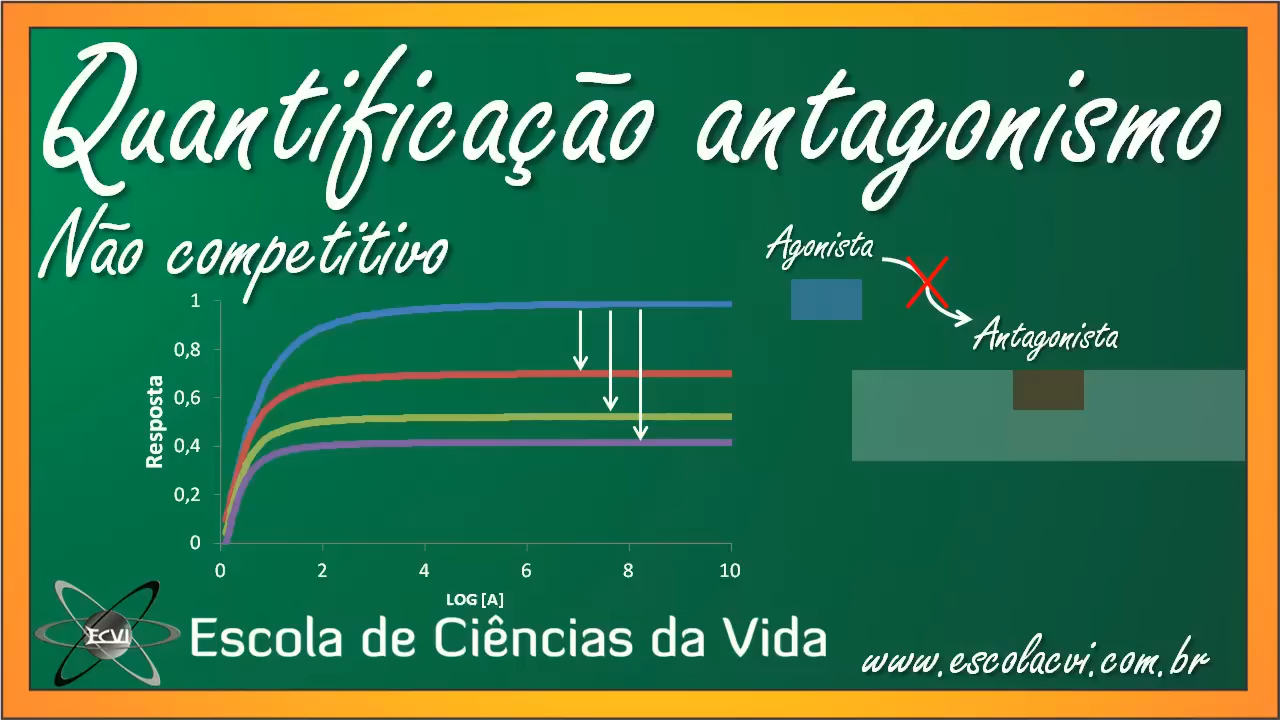 Quantificação antagonismo
Não competitivo
Agonista
Antagonista
1
0,8
0,6
0,4
0,2
0
Resposta
0 2 4 6 8 10
LOG [A]
ECVI
Escola de Ciências da Vida
www.escolacvi.com.br